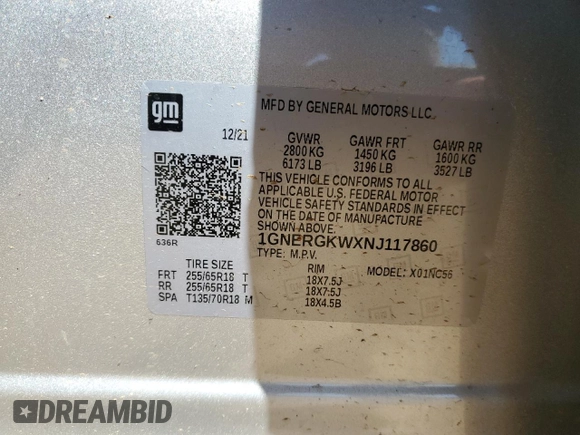 gm
MFD BY GENERAL MOTORS LLC
12/21
GVWR GAWR FRT GAWR RR
2800 KG 1450 KG 1600 KG
6173 LB 3196 LB 3527 LB
THIS VEHICLE CONFORMS TO ALL
APPLICABLE U.S. FEDERAL MOTOR
VEHICLE SAFETY STANDARDS IN EFFECT
ON THE DATE OF MANUFACTURE
SHOWN ABOVE.
636R
1GNERGKWXNJ117860
TYPE: M.P.V.
TIRE SIZE RIM MODEL: X01NC56
FRT 255/65R18 T 18X7.5J
RR 255/65R18 T 18X7.5J
SPA T135/70R18 M 18X4.5B
DREAMBID